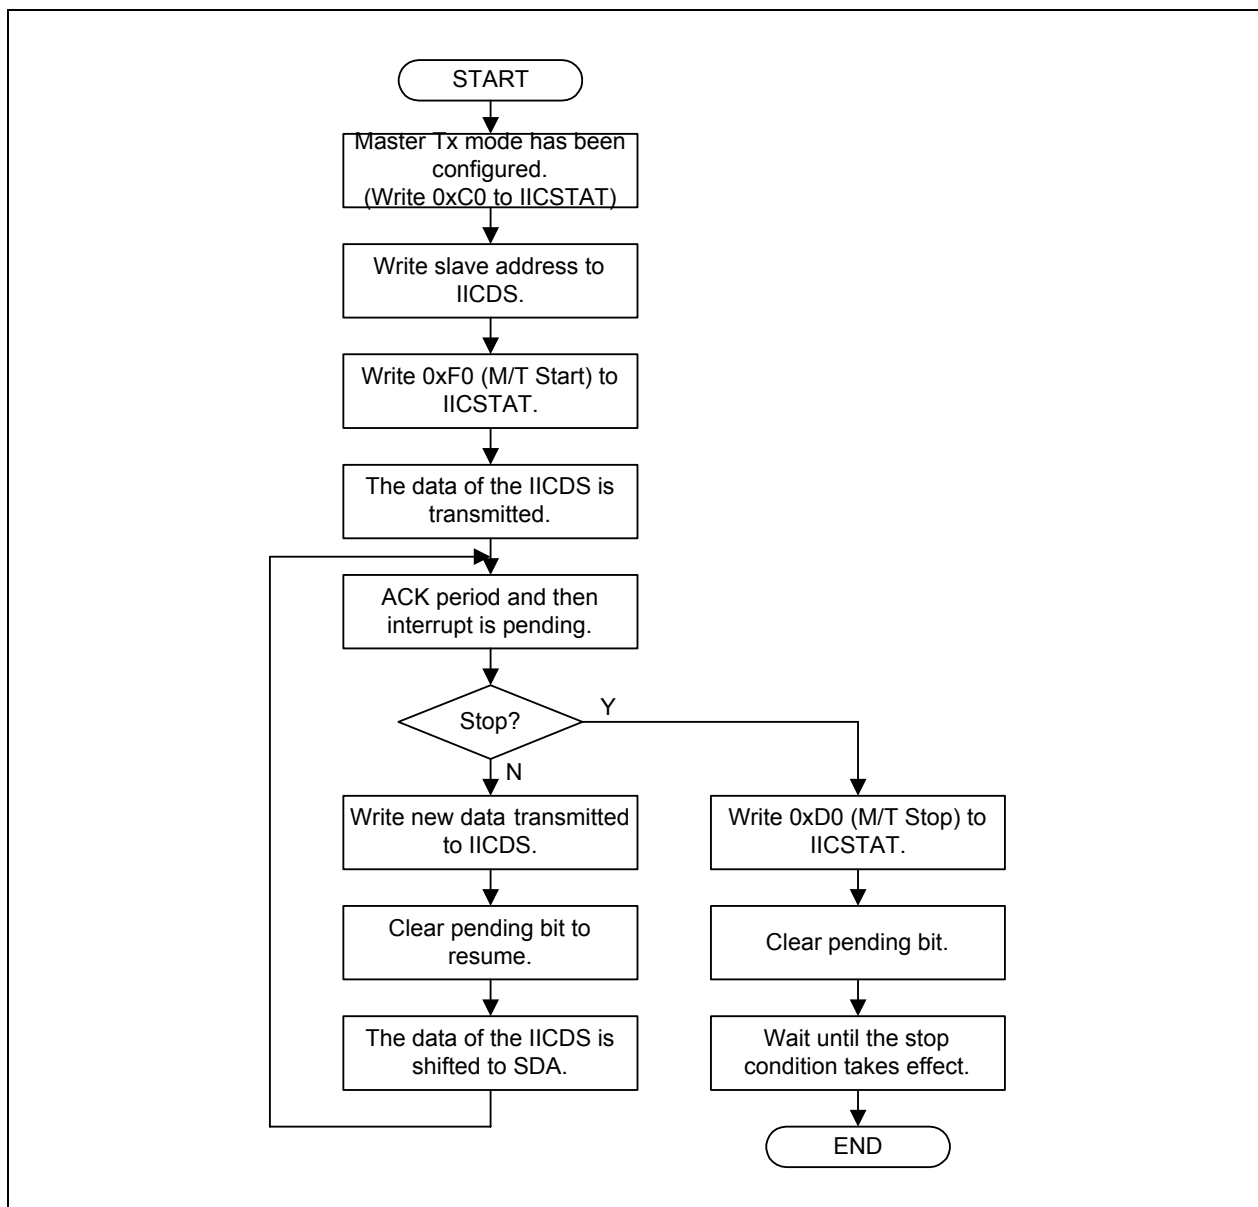 START
Master Tx mode has been
configured.
(Write 0xC0 to IICSTAT)
Write slave address to
IICDS.
Write 0xF0 (M/T Start) to
IICSTAT.
The data of the IICDS is
transmitted.
ACK period and then
interrupt is pending.
Stop?
Y
N
Write new data transmitted
to IICDS.
Clear pending bit to
resume.
The data of the IICDS is
shifted to SDA.
Write 0xD0 (M/T Stop) to
IICSTAT.
Clear pending bit.
Wait until the stop
condition takes effect.
END